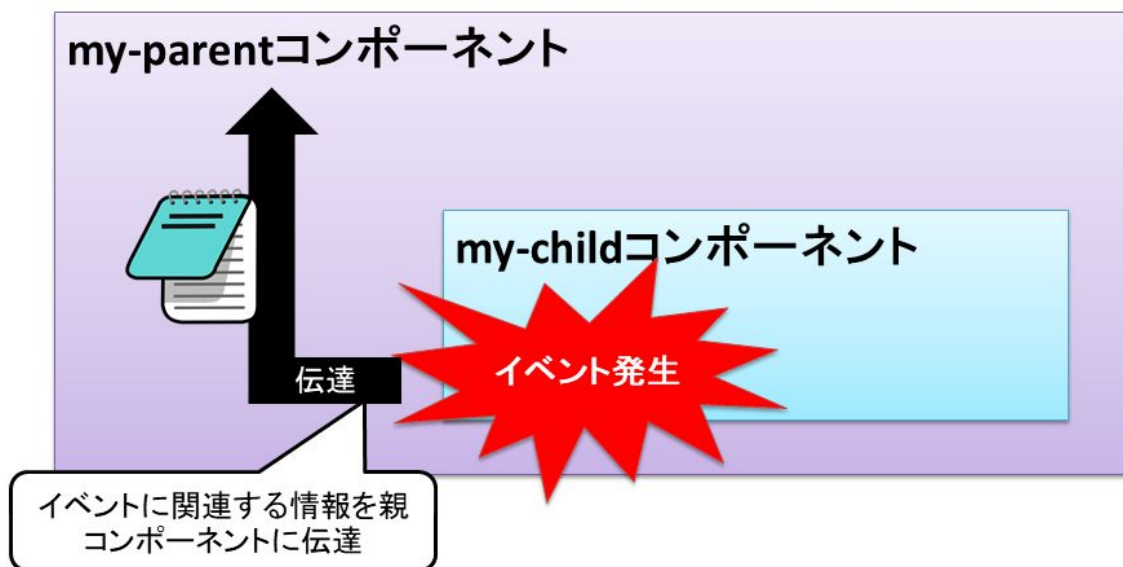 my-parentコンポーネント
my-childコンポーネント
イベント発生
伝達
イベントに関連する情報を親
コンポーネントに伝達